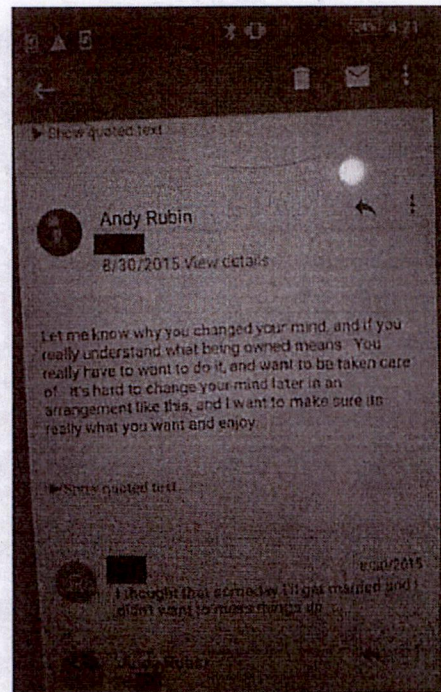 24% 4:21
Show quoted text
Andy Rubin
8/30/2015 View details
Let me know why you changed your mind, and if you
really understand what being owned means. You
really have to want to do it, and want to be taken care
of. It's hard to change your mind later in an
arrangement like this, and I want to make sure its
really what you want and enjoy.
Show quoted text
8/30/2015
I thought that someday I'll get married and I
didn't want to mess things up
Andy Rubin